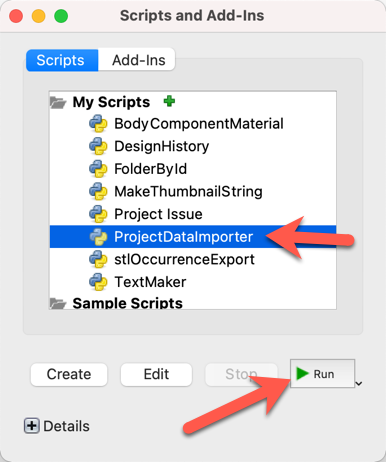 Scripts and Add-Ins
Scripts Add-Ins
My Scripts
BodyComponentMaterial
DesignHistory
FolderById
MakeThumbnailString
Project Issue
ProjectDataImporter
stlOccurrenceExport
TextMaker
Sample Scripts
Create Edit Stop Run
Details